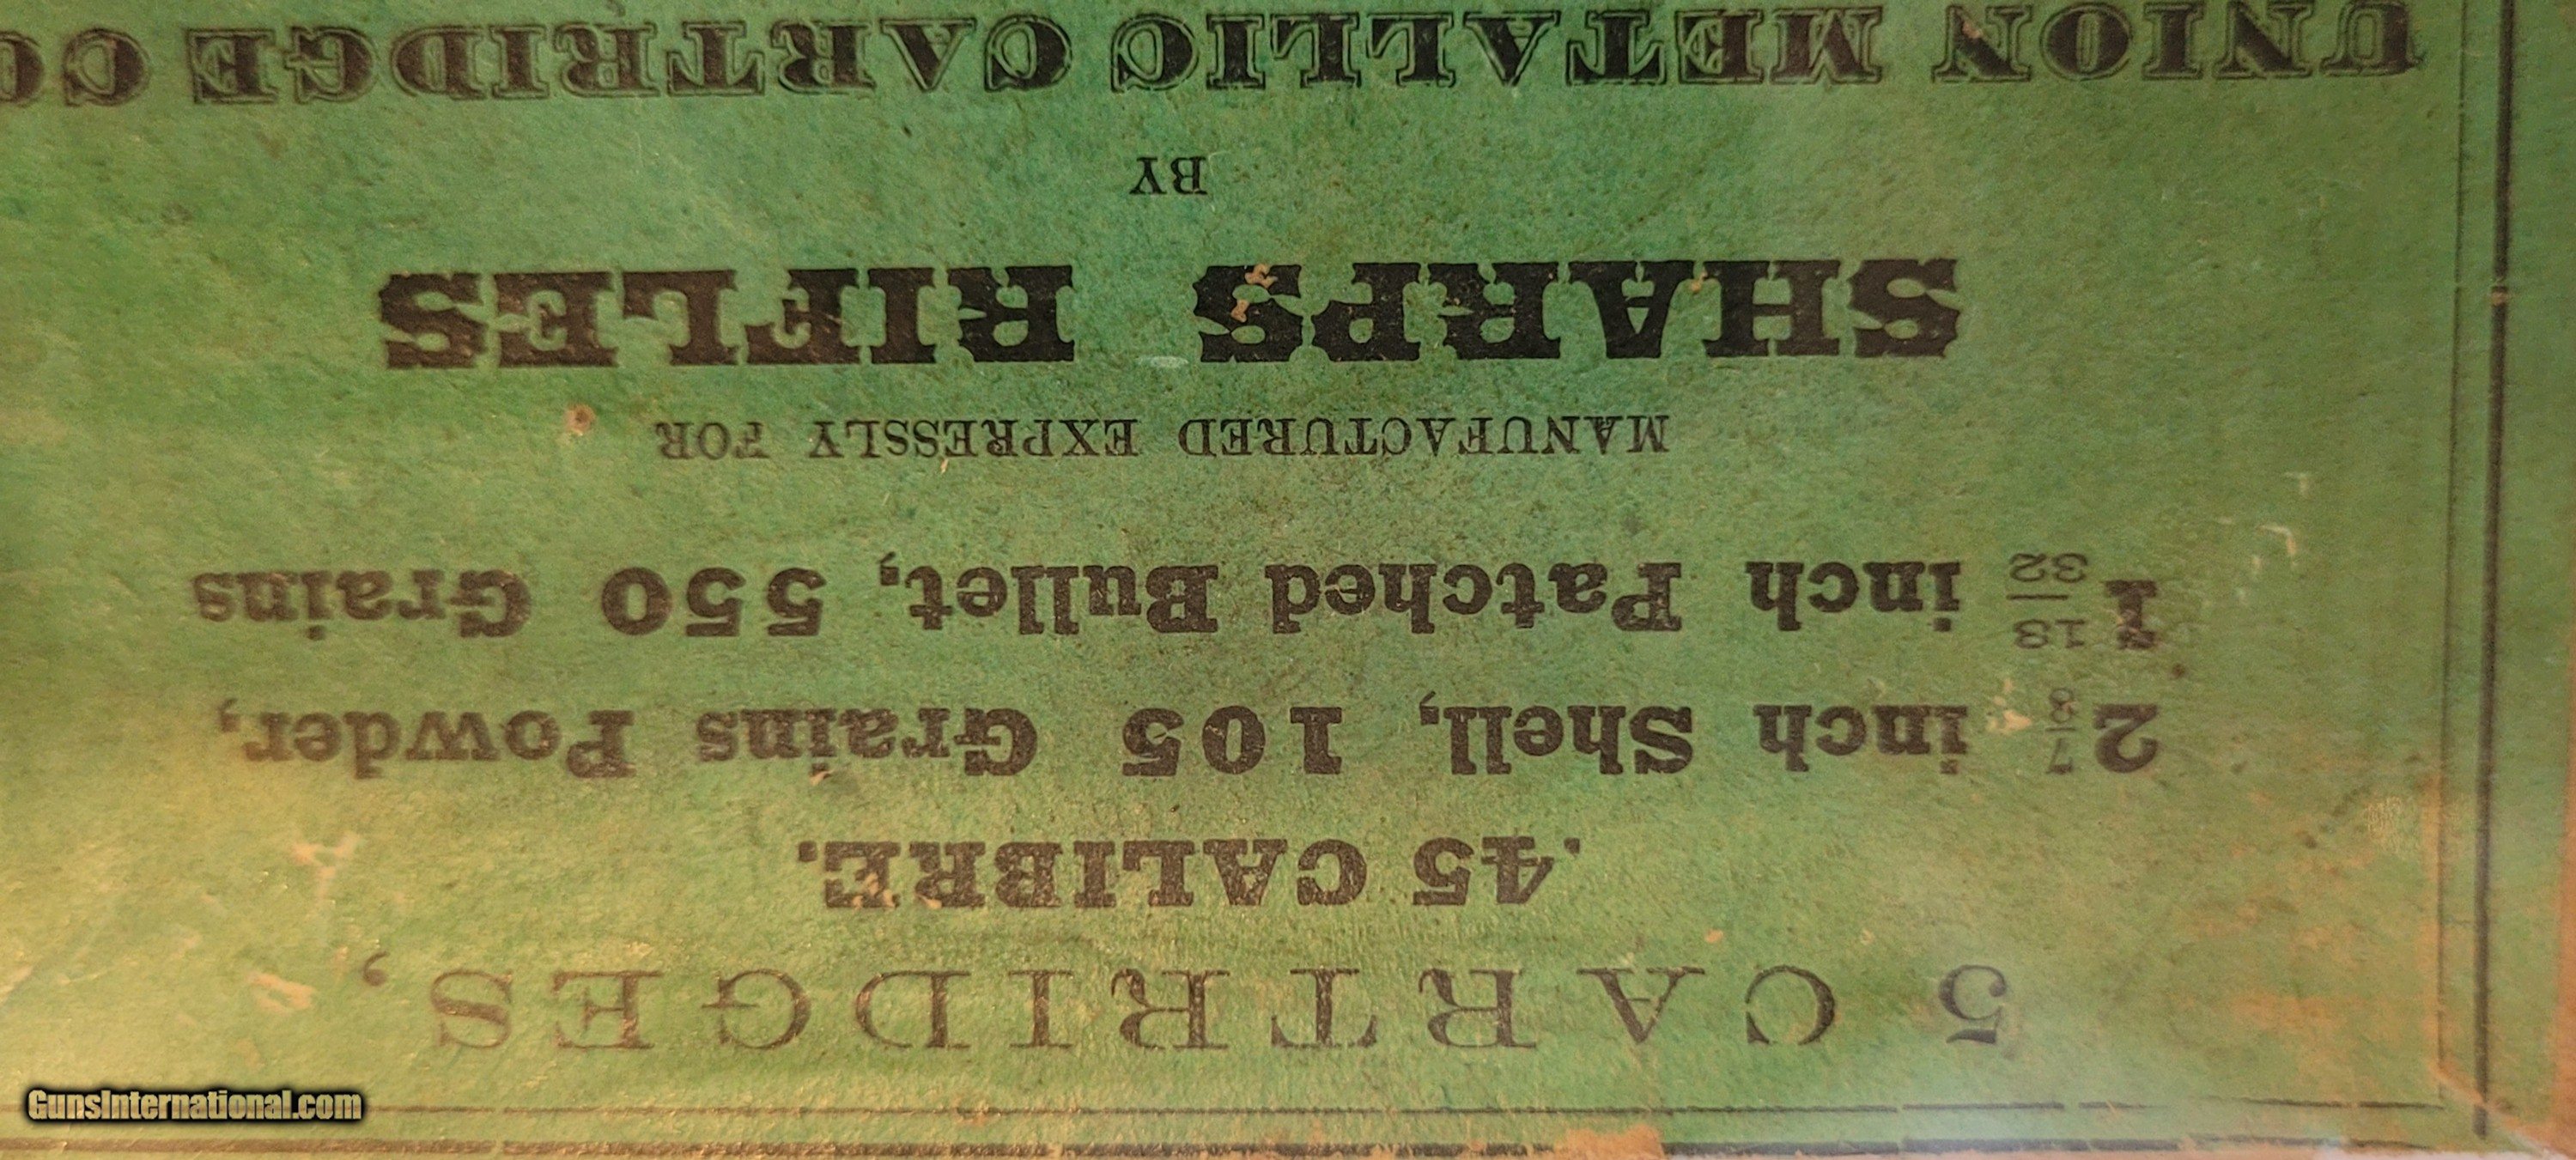 5 CARTRIDGES,
.45 CALIBRE.
2 7/8 inch Shell, 105 Grains Powder,
1 13/32 inch Patched Bullet, 550 Grains
MANUFACTURED EXPRESSLY FOR
SHARPS RIFLES
BY
UNION METALLIC CARTRIDGE CO
GunsInternational.com